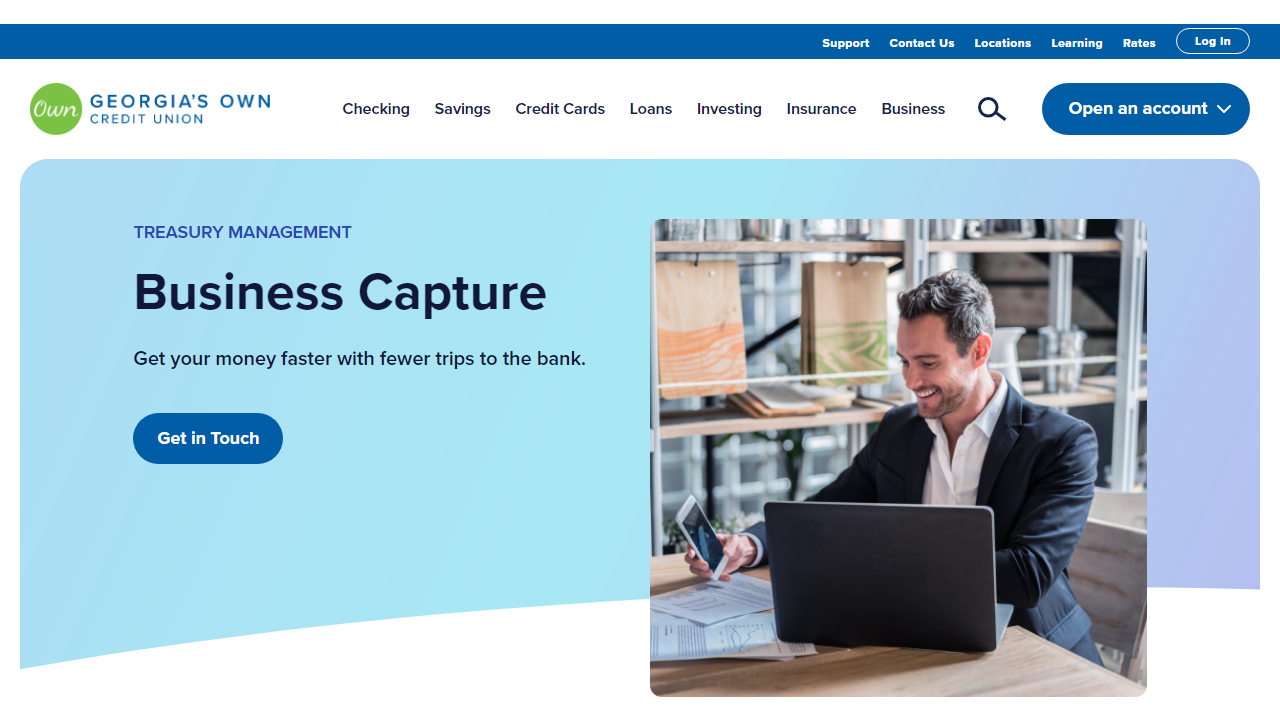 Support Contact Us Locations Learning Rates Log In
Own GEORGIA'S OWN
CREDIT UNION
Checking Savings Credit Cards Loans Investing Insurance Business Open an account
TREASURY MANAGEMENT
Business Capture
Get your money faster with fewer trips to the bank.
Get in Touch